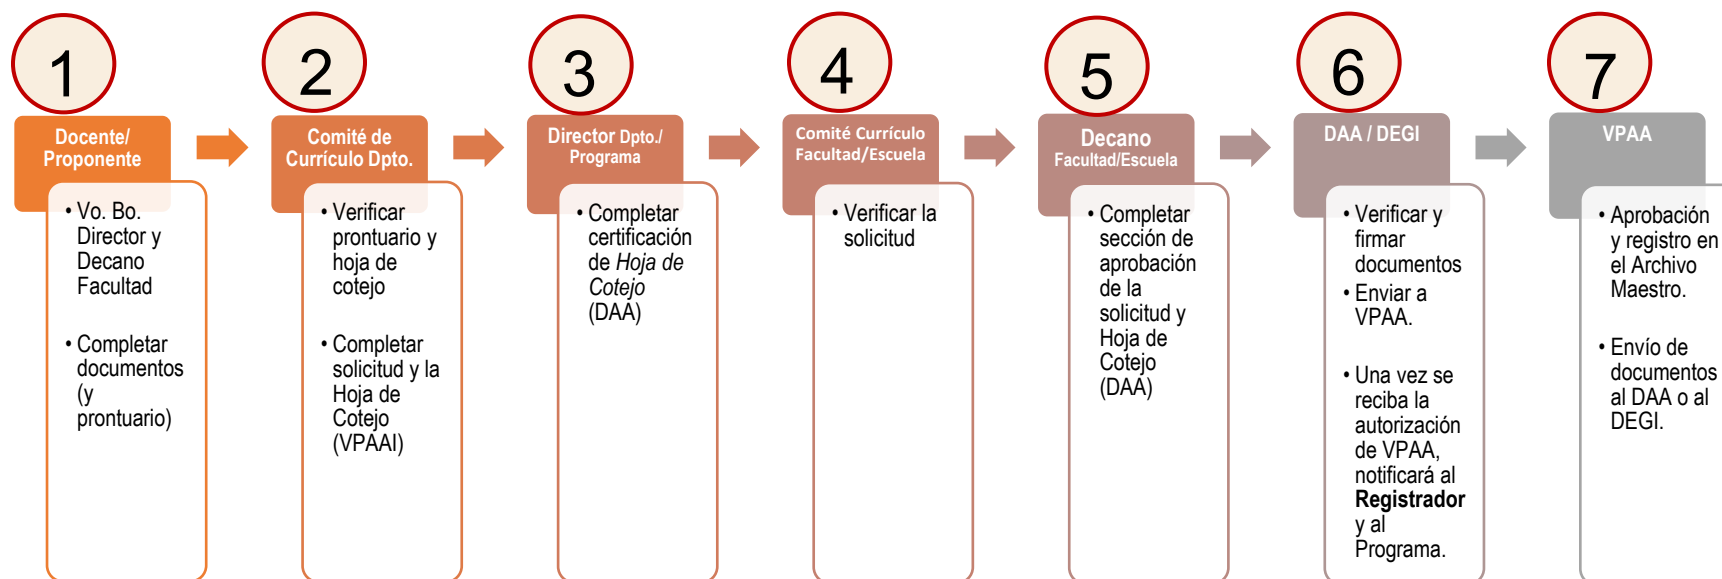 1
Docente/
Proponente
• Vo. Bo.
Director y
Decano
Facultad
• Completar
documentos
(y
prontuario)
2
Comité de
Currículo Dpto.
• Verificar
prontuario y
hoja de
cotejo
• Completar
solicitud y la
Hoja de
Cotejo
(VPAAI)
3
Director Dpto./
Programa
• Completar
certificación
de Hoja de
Cotejo
(DAA)
4
Comité Currículo
Facultad/Escuela
• Verificar la
solicitud
5
Decano
Facultad/Escuela
• Completar
sección de
aprobación
de la
solicitud y
Hoja de
Cotejo
(DAA)
6
DAA / DEGI
• Verificar y
firmar
documentos
• Enviar a
VPAA.
• Una vez se
reciba la
autorización
de VPAA,
notificará al
Registrador
y al
Programa.
7
VPAA
• Aprobación
y registro en
el Archivo
Maestro.
• Envío de
documentos
al DAA o al
DEGI.